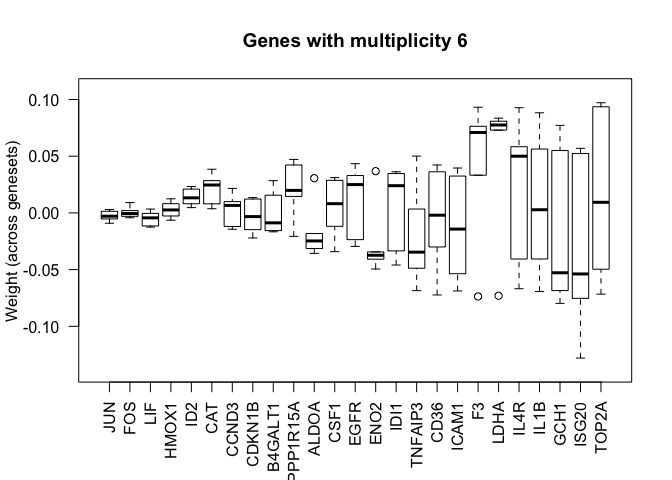 Genes with multiplicity 6
Weight (across genesets)
0.10
0.05
0.00
-0.05
-0.10
JUN
FOS
LIF
HMOX1
ID2
CAT
CCND3
CDKN1B
B4GALT1
PPP1R15A
ALDOA
CSF1
EGFR
ENO2
IDI1
TNFAIP3
CD36
ICAM1
F3
LDHA
IL4R
IL1B
GCH1
ISG20
TOP2A